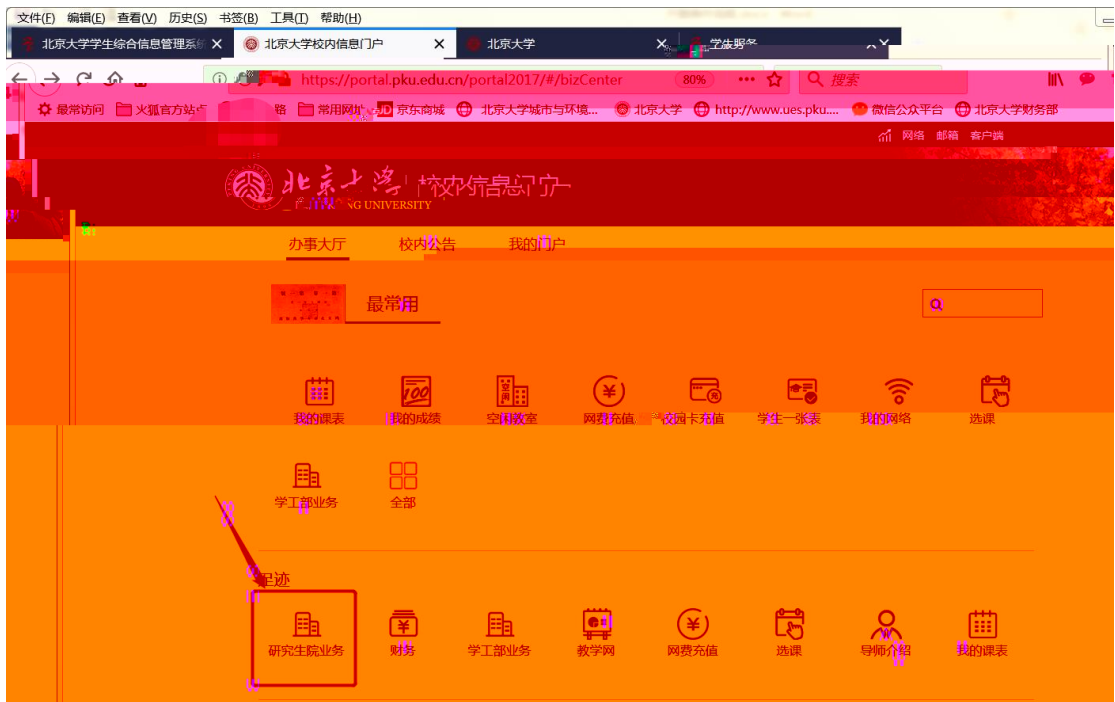 文件(F) 编辑(E) 查看(V) 历史(S) 书签(B) 工具(T) 帮助(H)
北京大学学生综合信息管理系统 北京大学校内信息门户 北京大学
https://portal.pku.edu.cn/portal2017/#/bizCenter 80% 搜索
最常访问 火狐官方站点 常用网址 JD 京东商城 北京大学城市与环境... 北京大学 http://www.ues.pku.... 微信公众平台 北京大学财务部
网络 邮箱 客户端
北京大学 校内信息门户
UNIVERSITY
办事大厅 校内公告 我的门户
最常用
我的课表 我的成绩 空闲教室 网费充值 校园卡充值 学生一张表 我的网络 选课
学工部业务 全部
足迹
研究生院业务 财务 学工部业务 教学网 网费充值 选课 导师介绍 我的课表